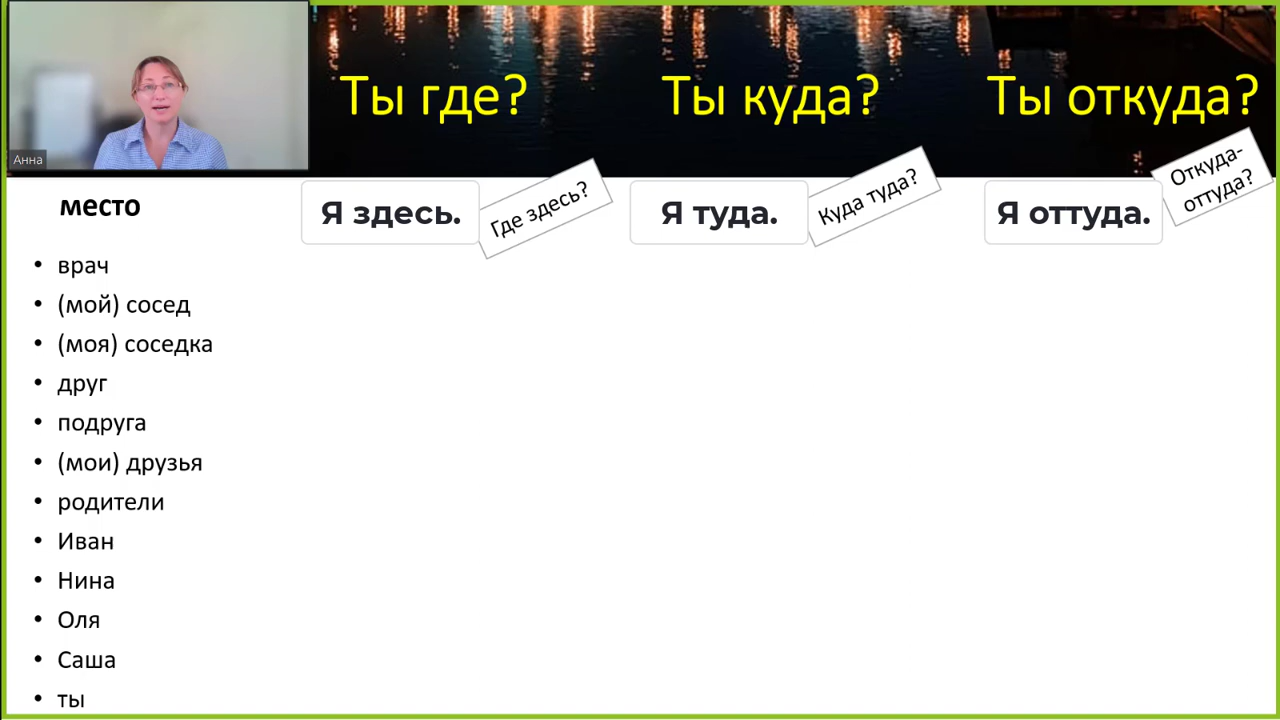 Ты где?
Ты куда?
Ты откуда?
Анна
место
Я здесь.
Где здесь?
Я туда.
Куда туда?
Я оттуда.
Откуда-
оттуда?
• врач
• (мой) сосед
• (моя) соседка
• друг
• подруга
• (мои) друзья
• родители
• Иван
• Нина
• Оля
• Саша
• ты